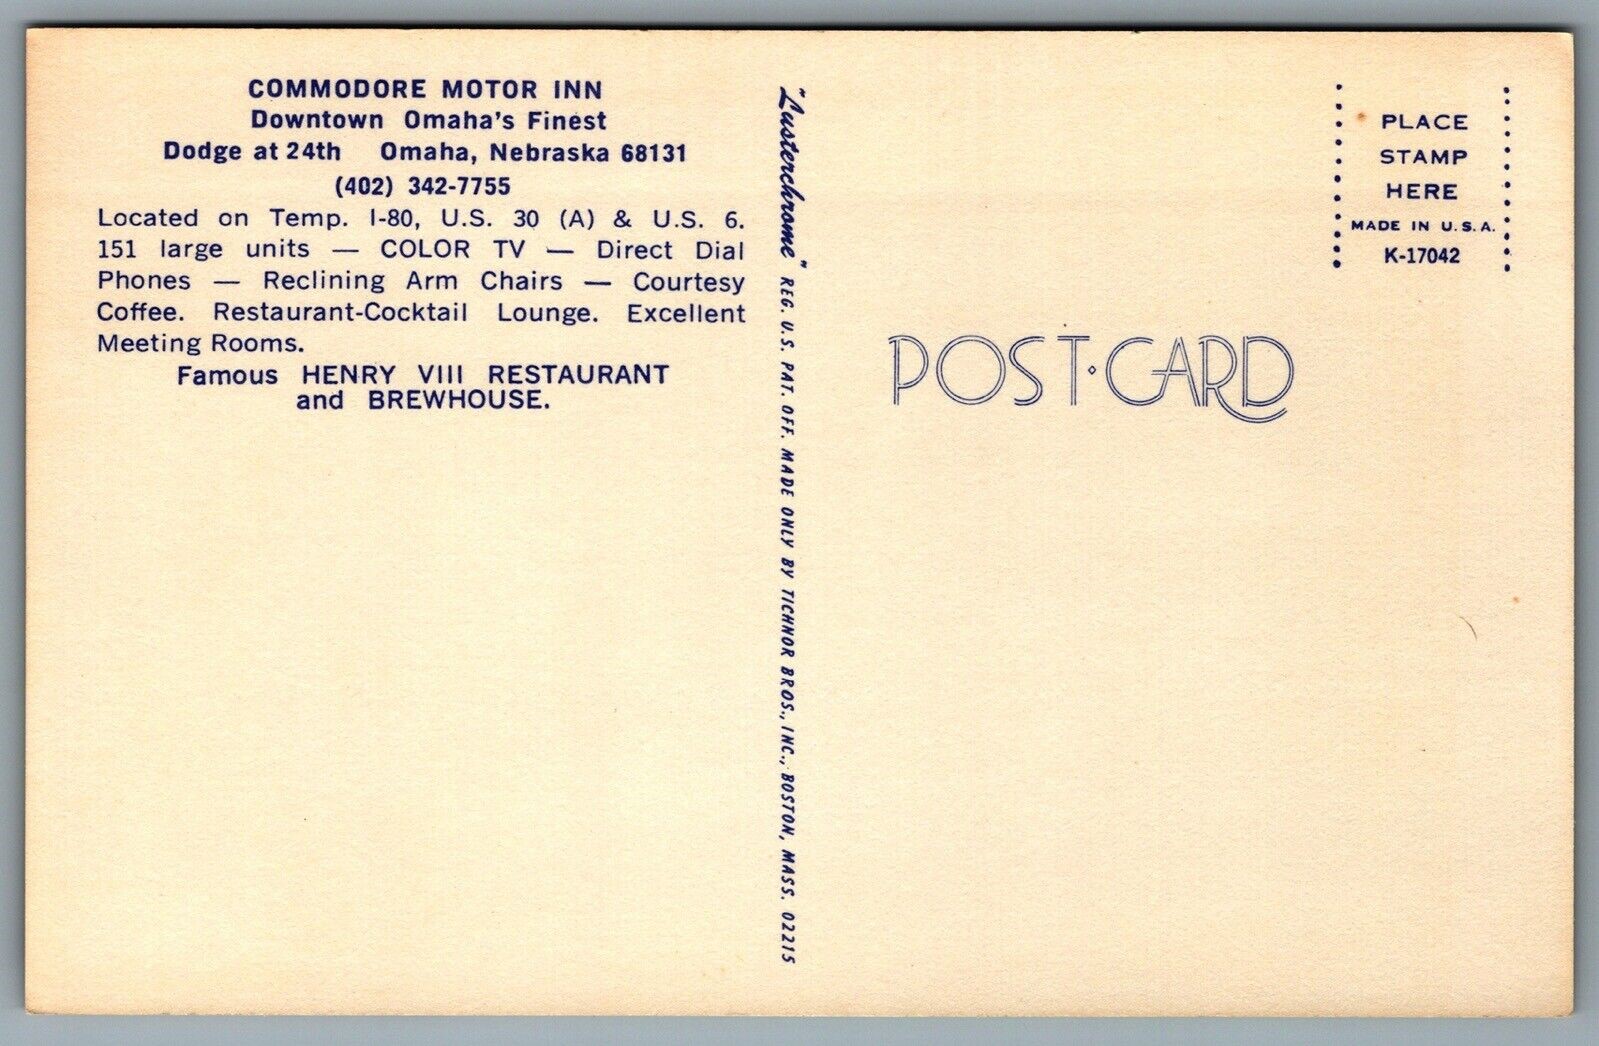 COMMODORE MOTOR INN
Downtown Omaha's Finest
Dodge at 24th Omaha, Nebraska 68131
(402) 342-7755
Located on Temp. I-80, U.S. 30 (A) & U.S. 6.
151 large units — COLOR TV — Direct Dial
Phones — Reclining Arm Chairs — Courtesy
Coffee. Restaurant-Cocktail Lounge. Excellent
Meeting Rooms.
Famous HENRY VIII RESTAURANT
and BREWHOUSE.
"Lusterchrome" REG. U.S. PAT. OFF. MADE ONLY BY TICHNOR BROS., INC., BOSTON, MASS. 02215
PLACE
STAMP
HERE
MADE IN U.S.A.
K-17042
POST·CARD